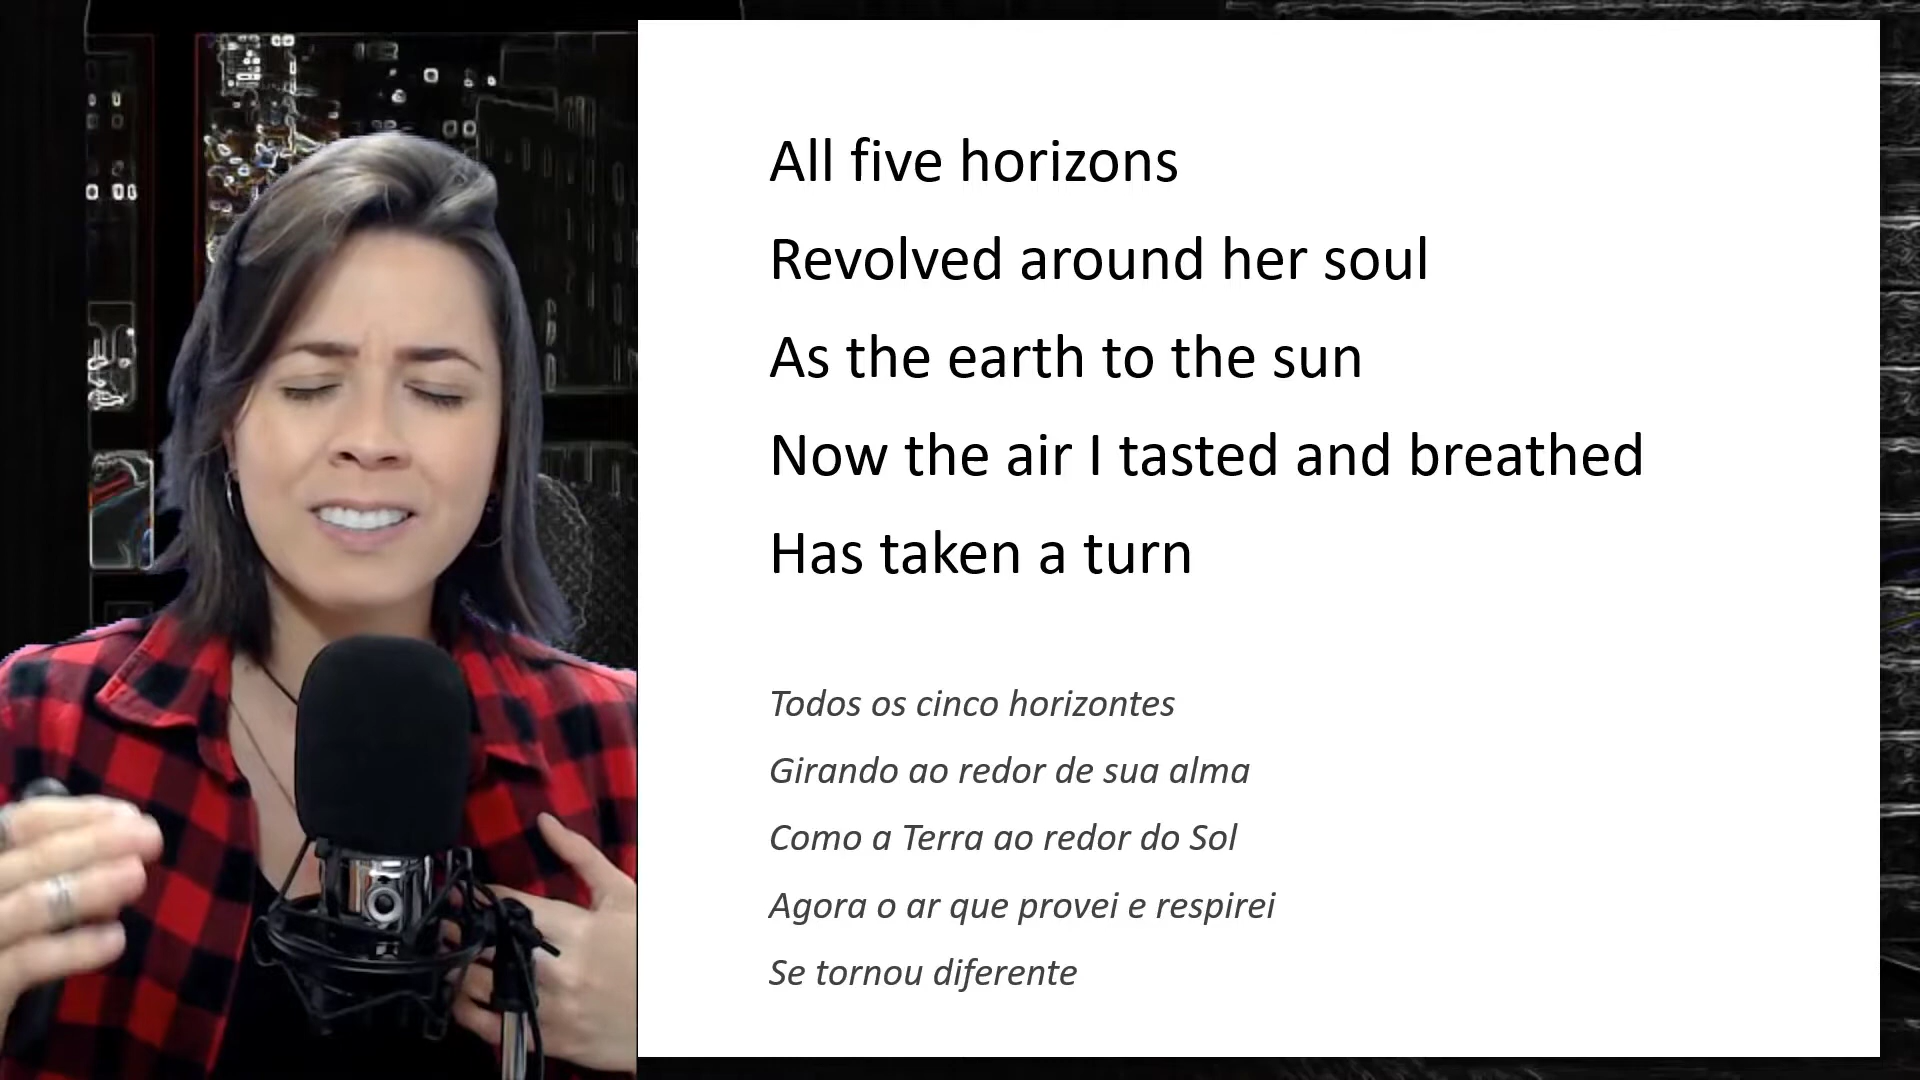 All five horizons
Revolved around her soul
As the earth to the sun
Now the air I tasted and breathed
Has taken a turn
Todos os cinco horizontes
Girando ao redor de sua alma
Como a Terra ao redor do Sol
Agora o ar que provei e respirei
Se tornou diferente